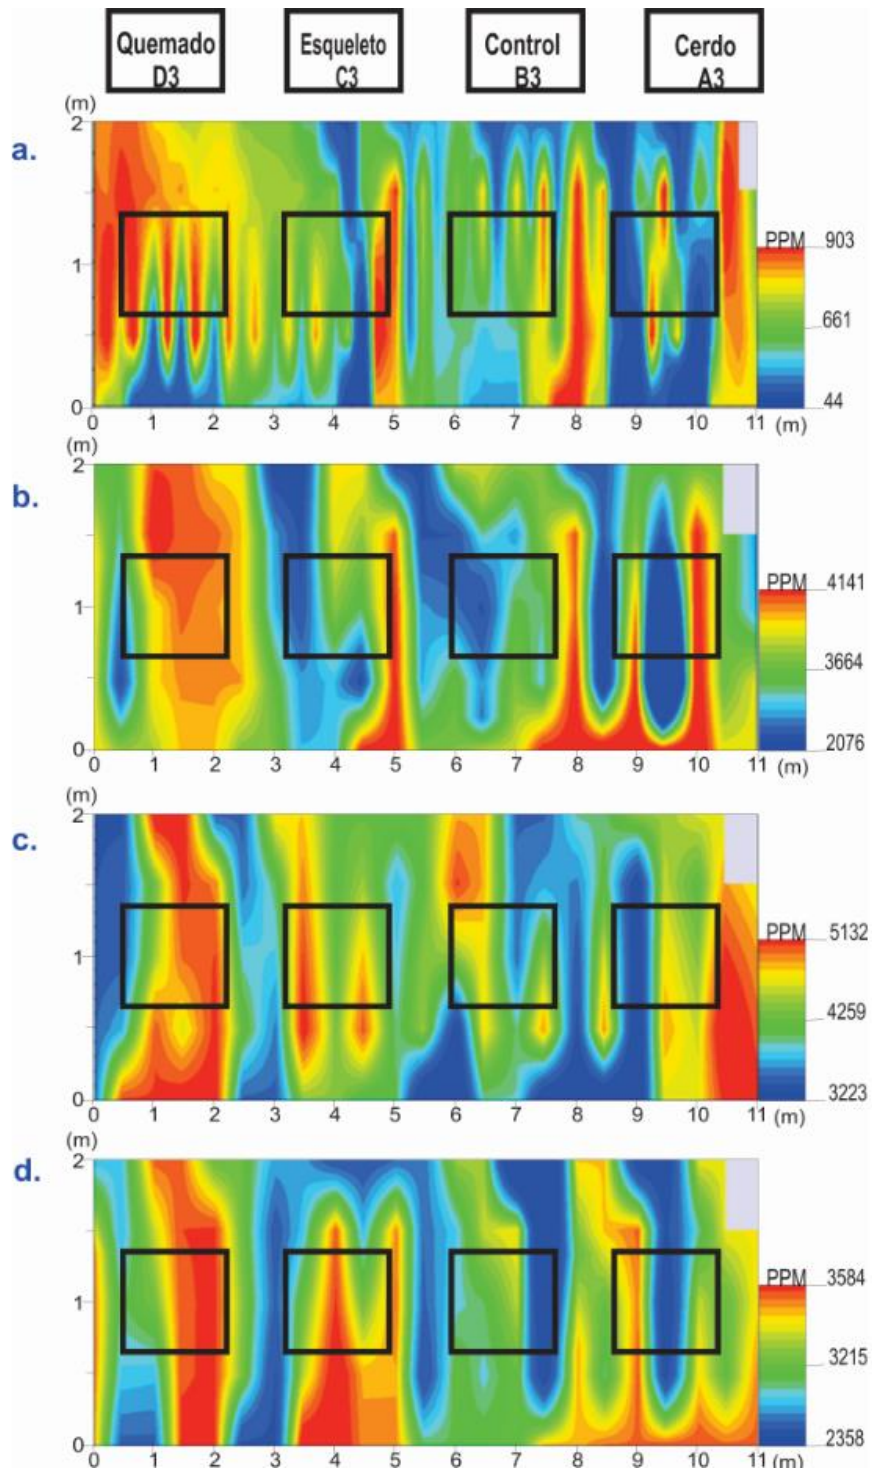 Quemado Esqueleto Control Cerdo
D3 C3 B3 A3
(m)
a.
2
1
0
0 1 2 3 4 5 6 7 8 9 10 11 (m)
PPM 903
661
44
(m)
b.
2
1
0
0 1 2 3 4 5 6 7 8 9 10 11 (m)
PPM 4141
3664
2076
(m)
c.
2
1
0
0 1 2 3 4 5 6 7 8 9 10 11 (m)
PPM 5132
4259
3223
(m)
d.
2
1
0
0 1 2 3 4 5 6 7 8 9 10 11 (m)
PPM 3584
3215
2358